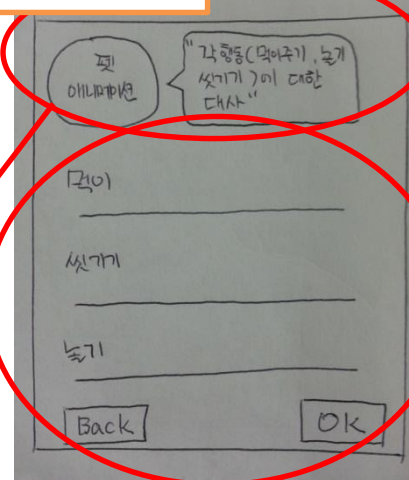 펫
애니메이션
"각 행동(먹이주기, 놀기
씻기기)에 대한
대사"
먹이
씻기기
놀기
Back
OK